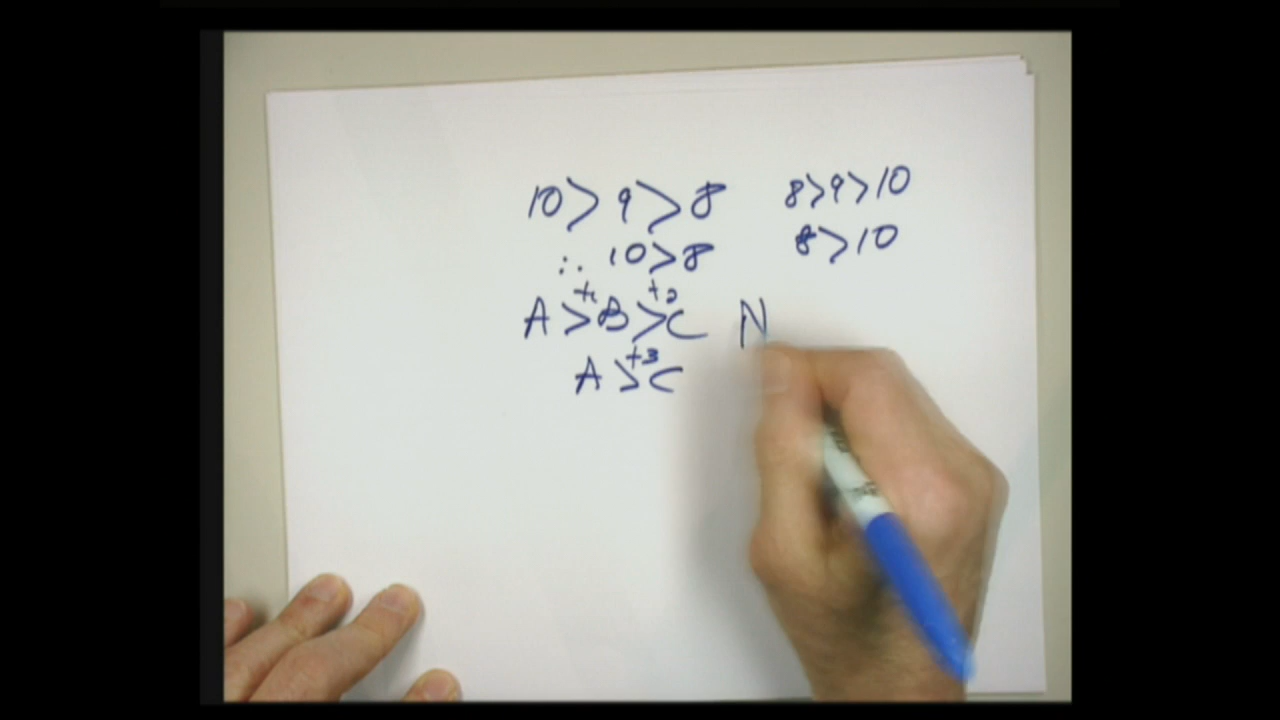 10 > 9 > 8
∴ 10 > 8
A > +1 B > +2 C N
A > +3 C
8 > 9 > 10
8 > 10